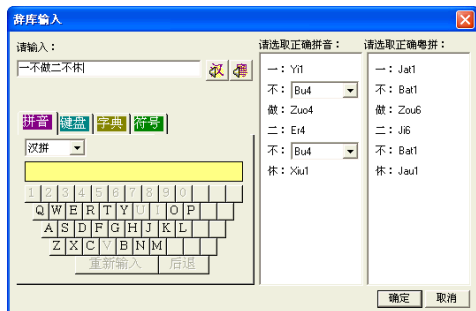 辞库输入
请输入：
一不做二不休
汉 粤
拼音 键盘 字典 符号
汉拼
1 2 3 4 5 6 7 8 9 0
Q W E R T Y U I O P
A S D F G H J K L
Z X C V B N M
重新输入 后退
请选取正确拼音：
一：Yi1
不：Bu4
做：Zuo4
二：Er4
不：Bu4
休：Xiu1
请选取正确粤拼：
一：Jat1
不：Bat1
做：Zou6
二：Ji6
不：Bat1
休：Jau1
确定 取消